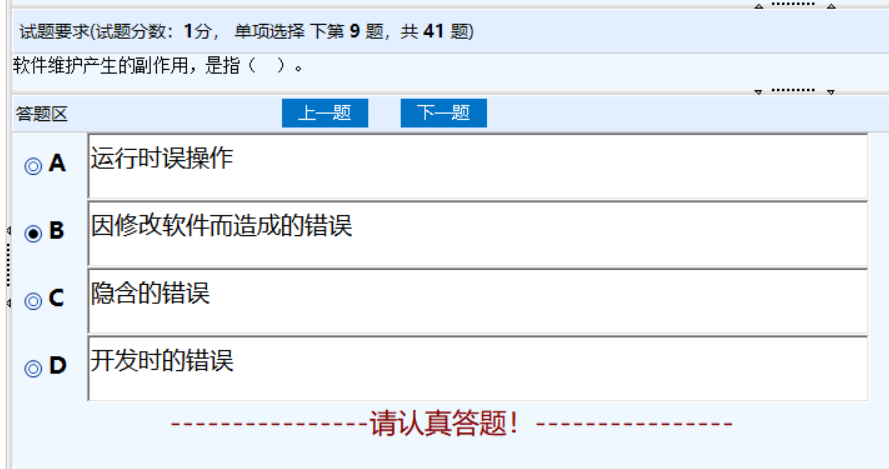 试题要求(试题分数：1分， 单项选择 下第 9 题，共 41 题)
软件维护产生的副作用，是指（　）。
答题区 上一题 下一题
A 运行时误操作
B 因修改软件而造成的错误
C 隐含的错误
D 开发时的错误
----------------请认真答题！----------------